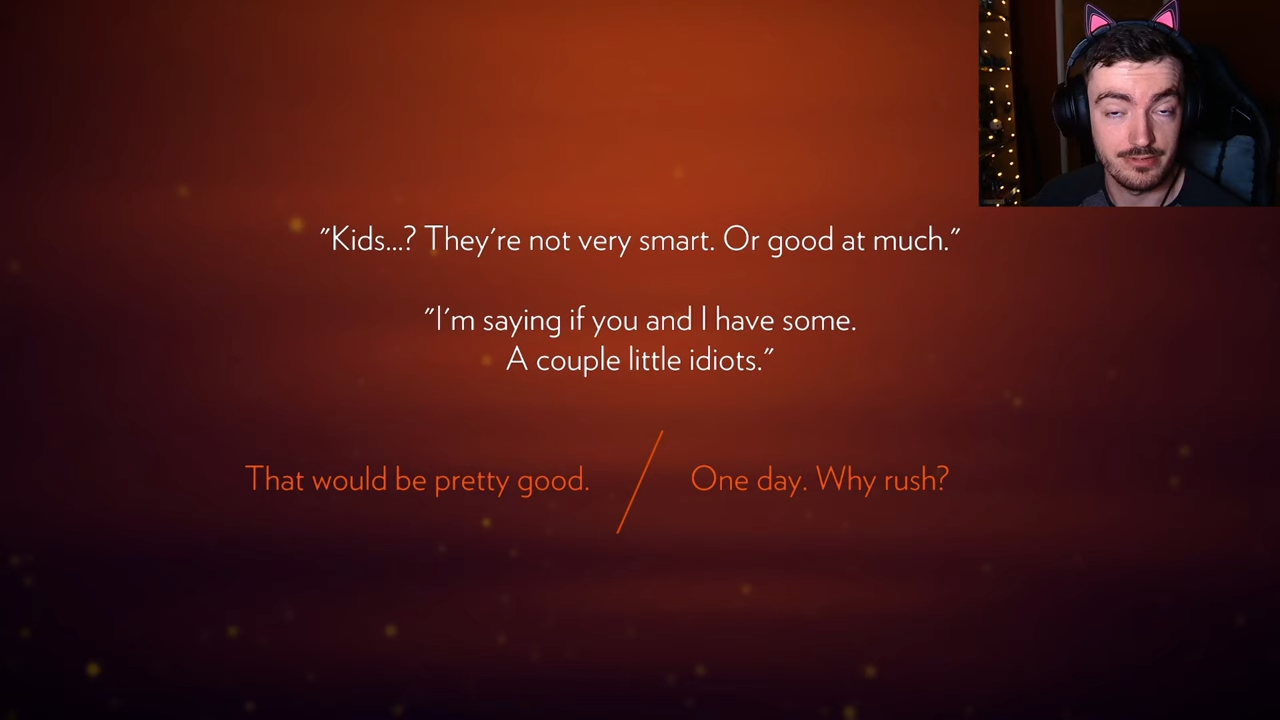 "Kids...? They're not very smart. Or good at much."
"I'm saying if you and I have some.
A couple little idiots."
That would be pretty good. / One day. Why rush?